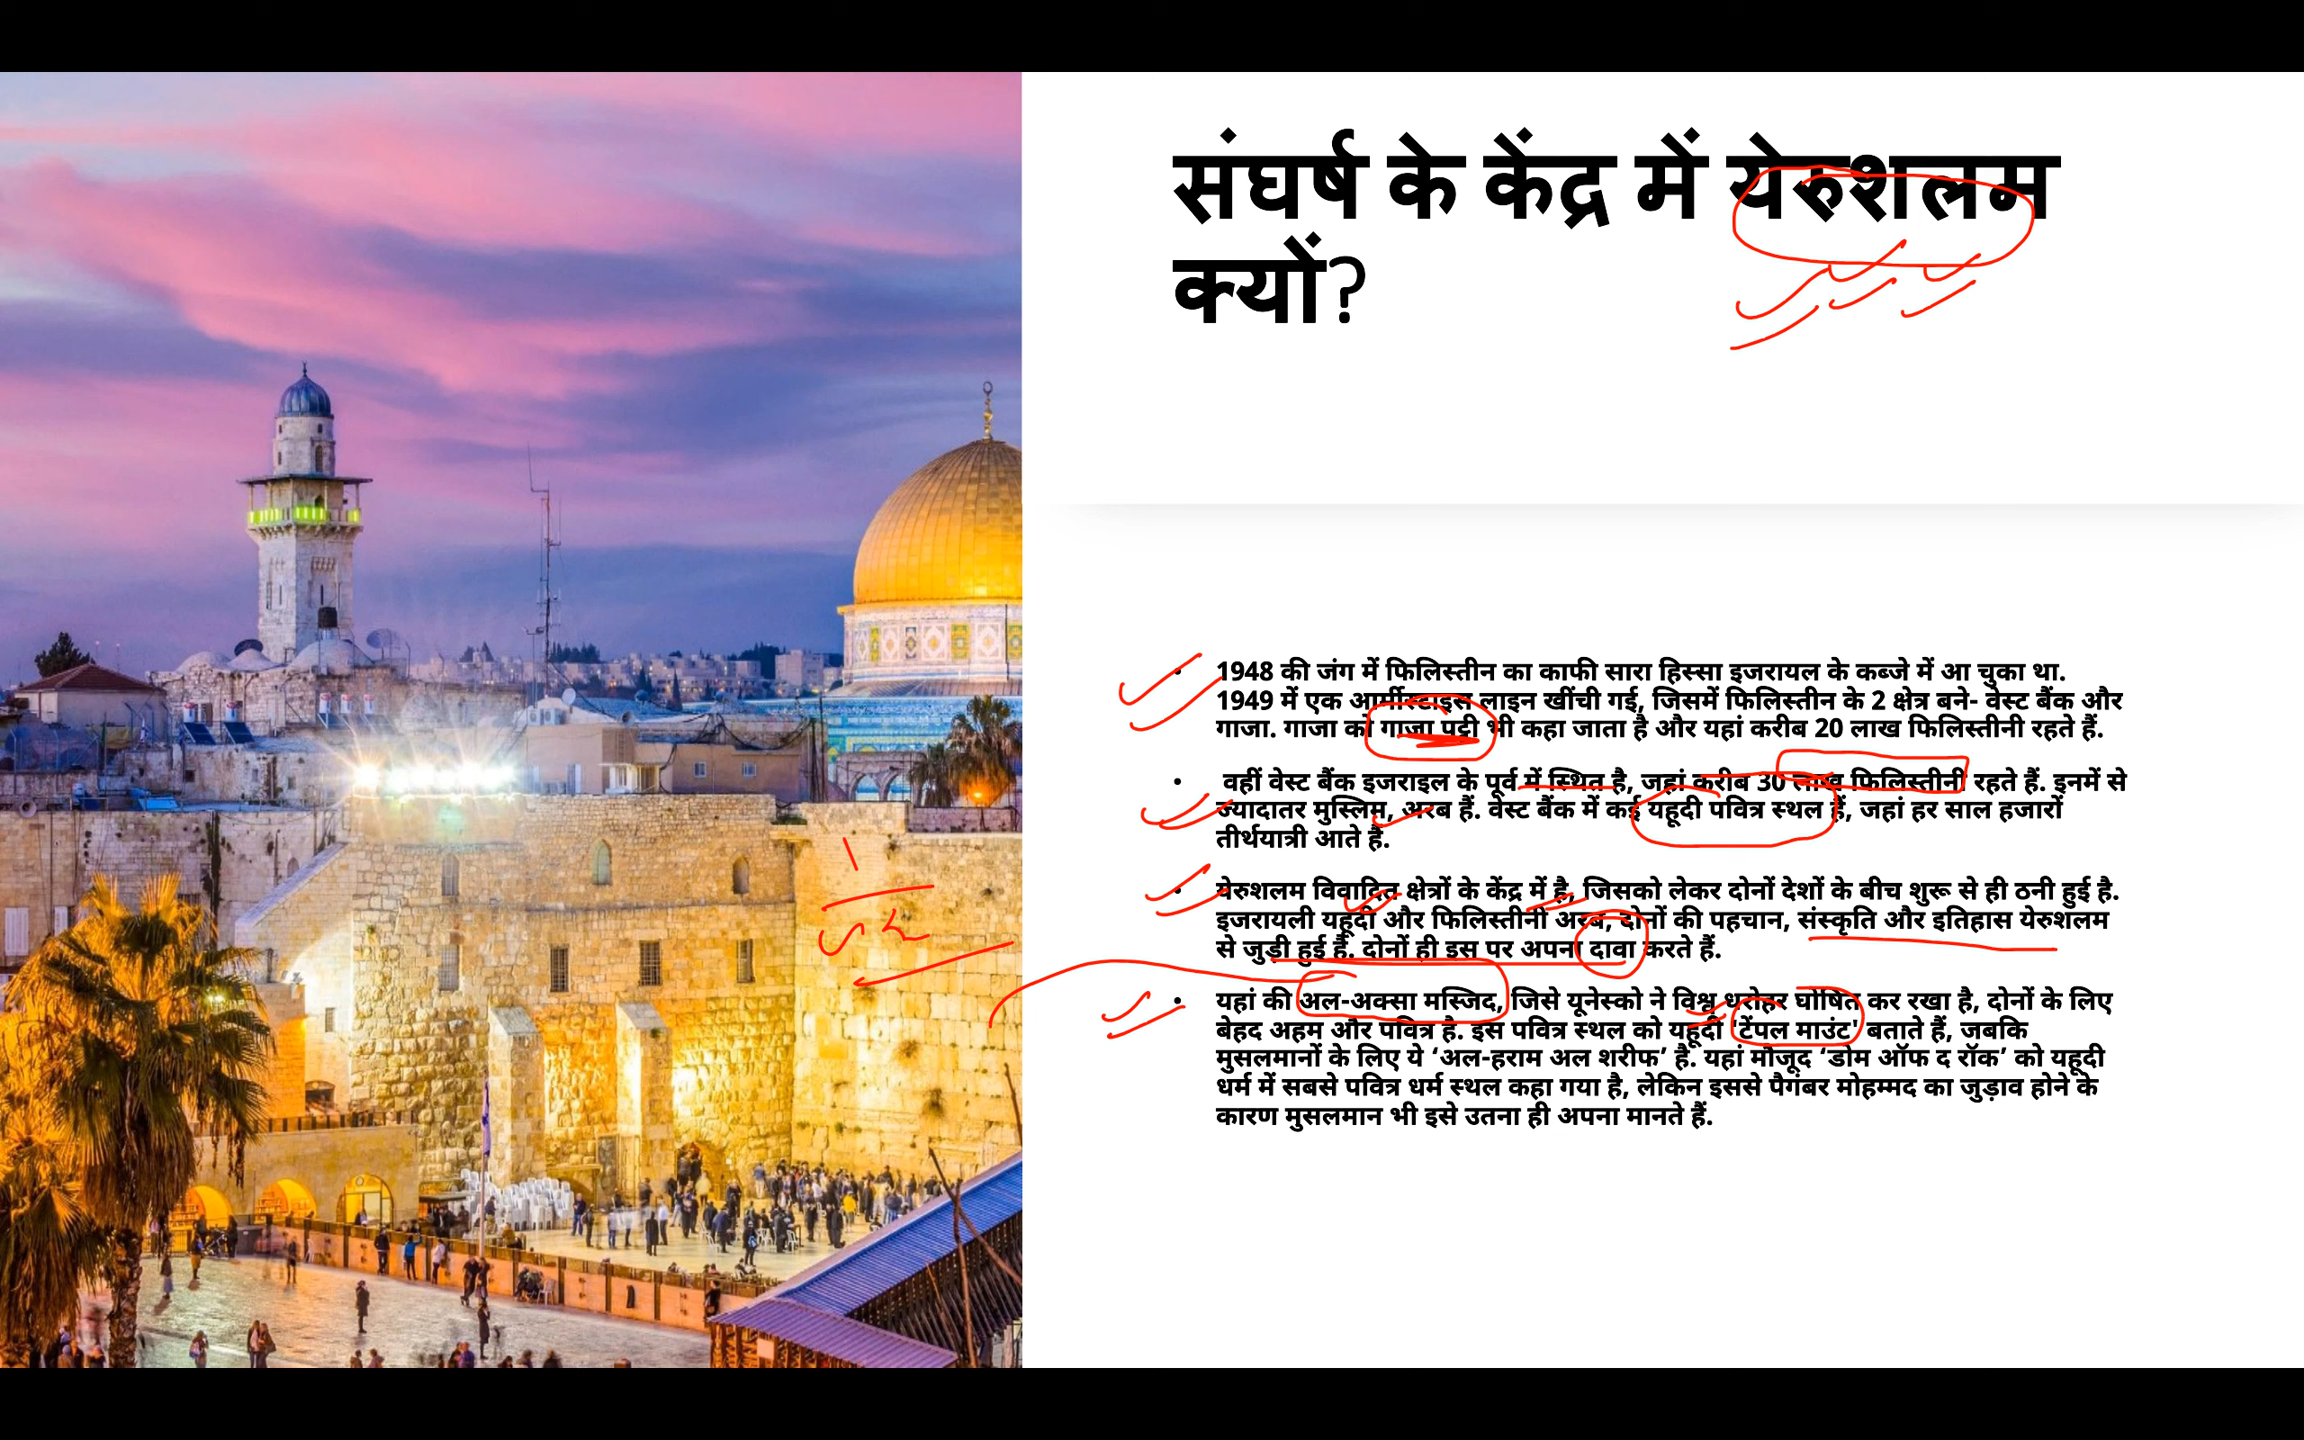 संघर्ष के केंद्र में येरुशलम
क्यों?
• 1948 की जंग में फिलिस्तीन का काफी सारा हिस्सा इजरायल के कब्जे में आ चुका था.
1949 में एक आर्मीस्टाइस लाइन खींची गई, जिसमें फिलिस्तीन के 2 क्षेत्र बने- वेस्ट बैंक और
गाजा. गाजा को गाजा पट्टी भी कहा जाता है और यहां करीब 20 लाख फिलिस्तीनी रहते हैं.
• वहीं वेस्ट बैंक इजराइल के पूर्व में स्थित है, जहां करीब 30 लाख फिलिस्तीनी रहते हैं. इनमें से
ज्यादातर मुस्लिम, अरब हैं. वेस्ट बैंक में कई यहूदी पवित्र स्थल हैं, जहां हर साल हजारों
तीर्थयात्री आते हैं.
• येरुशलम विवादित क्षेत्रों के केंद्र में है, जिसको लेकर दोनों देशों के बीच शुरू से ही ठनी हुई है.
इजरायली यहूदी और फिलिस्तीनी अरब, दोनों की पहचान, संस्कृति और इतिहास येरुशलम
से जुड़ी हुई है. दोनों ही इस पर अपना दावा करते हैं.
• यहां की अल-अक्सा मस्जिद, जिसे यूनेस्को ने विश्व धरोहर घोषित कर रखा है, दोनों के लिए
बेहद अहम और पवित्र है. इस पवित्र स्थल को यहूदी 'टेंपल माउंट' बताते हैं, जबकि
मुसलमानों के लिए ये ‘अल-हराम अल शरीफ’ है. यहां मौजूद ‘डोम ऑफ द रॉक’ को यहूदी
धर्म में सबसे पवित्र धर्म स्थल कहा गया है, लेकिन इससे पैगंबर मोहम्मद का जुड़ाव होने के
कारण मुसलमान भी इसे उतना ही अपना मानते हैं.